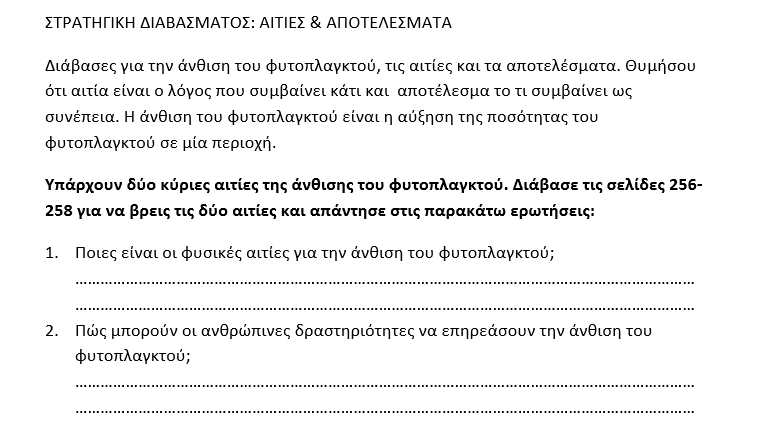 ΣΤΡΑΤΗΓΙΚΗ ΔΙΑΒΑΣΜΑΤΟΣ: ΑΙΤΙΕΣ & ΑΠΟΤΕΛΕΣΜΑΤΑ
Διάβασες για την άνθιση του φυτοπλαγκτού, τις αιτίες και τα αποτελέσματα. Θυμήσου
ότι αιτία είναι ο λόγος που συμβαίνει κάτι και  αποτέλεσμα το τι συμβαίνει ως
συνέπεια. Η άνθιση του φυτοπλαγκτού είναι η αύξηση της ποσότητας του
φυτοπλαγκτού σε μία περιοχή.
Υπάρχουν δύο κύριες αιτίες της άνθισης του φυτοπλαγκτού. Διάβασε τις σελίδες 256-
258 για να βρεις τις δύο αιτίες και απάντησε στις παρακάτω ερωτήσεις:
1. Ποιες είναι οι φυσικές αιτίες για την άνθιση του φυτοπλαγκτού;
……………………………………………………………………………………………………………………
……………………………………………………………………………………………………………………
2. Πώς μπορούν οι ανθρώπινες δραστηριότητες να επηρεάσουν την άνθιση του
φυτοπλαγκτού;
……………………………………………………………………………………………………………………
……………………………………………………………………………………………………………………